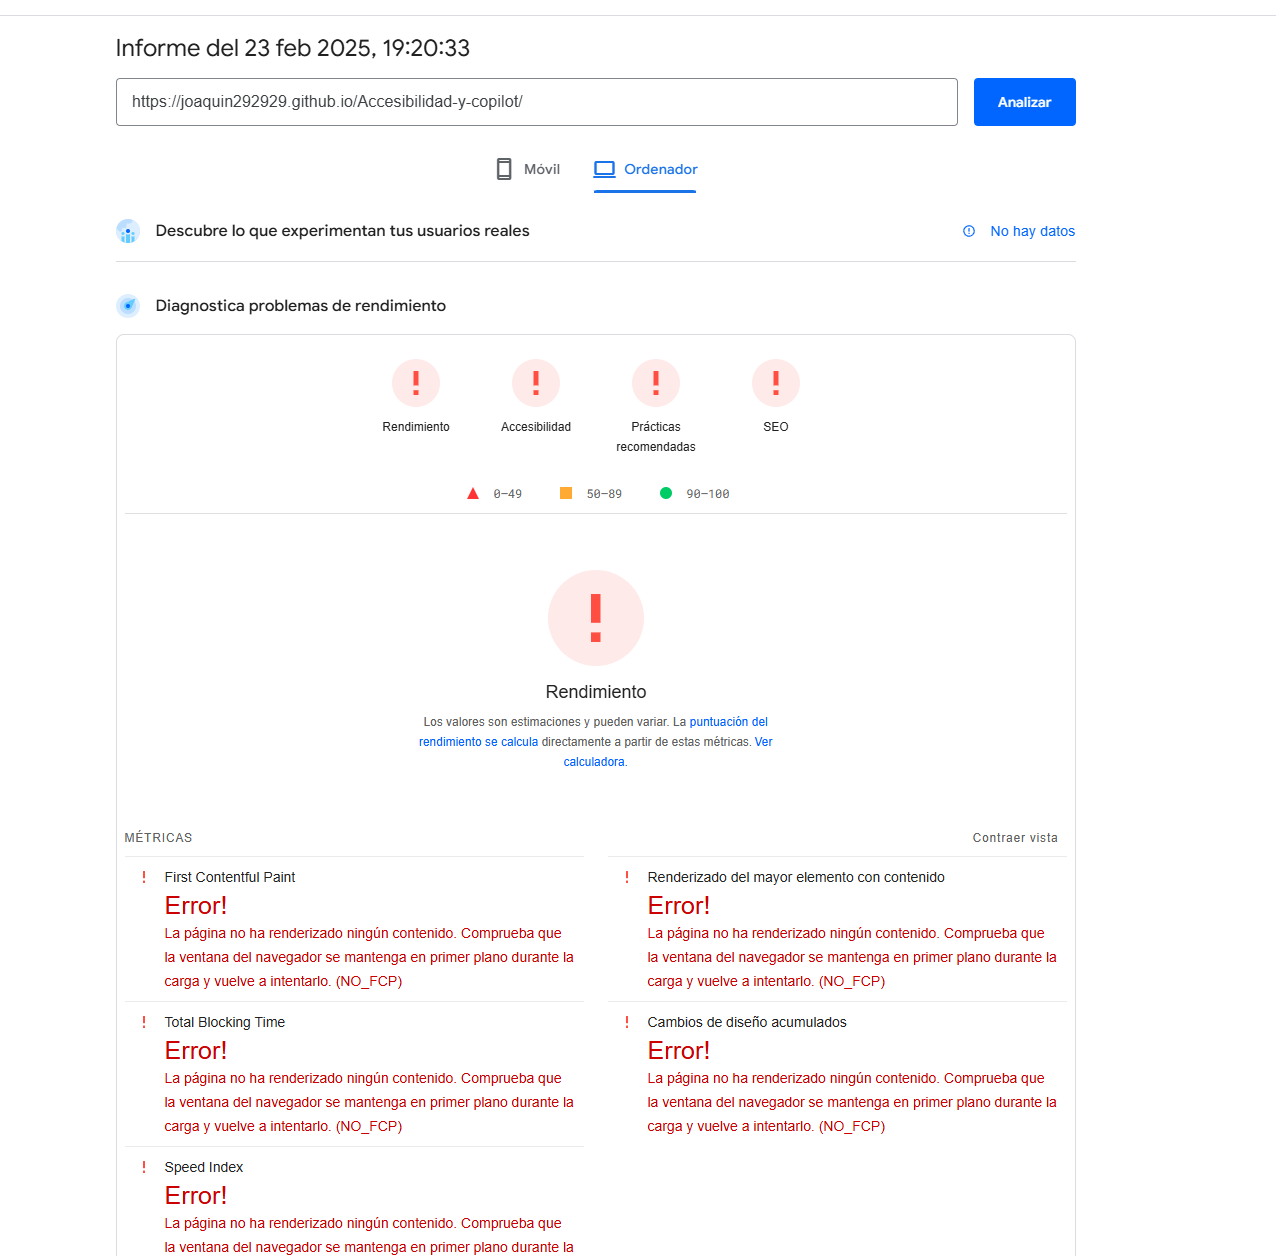 Informe del 23 feb 2025, 19:20:33
https://joaquin292929.github.io/Accesibilidad-y-copilot/
Analizar
Móvil
Ordenador
Descubre lo que experimentan tus usuarios reales
No hay datos
Diagnostica problemas de rendimiento
Rendimiento
Accesibilidad
Prácticas
recomendadas
SEO
0–49
50–89
90–100
Rendimiento
Los valores son estimaciones y pueden variar. La puntuación del
rendimiento se calcula directamente a partir de estas métricas. Ver
calculadora.
MÉTRICAS
Contraer vista
First Contentful Paint
Error!
La página no ha renderizado ningún contenido. Comprueba que
la ventana del navegador se mantenga en primer plano durante la
carga y vuelve a intentarlo. (NO_FCP)
Renderizado del mayor elemento con contenido
Error!
La página no ha renderizado ningún contenido. Comprueba que
la ventana del navegador se mantenga en primer plano durante la
carga y vuelve a intentarlo. (NO_FCP)
Total Blocking Time
Error!
La página no ha renderizado ningún contenido. Comprueba que
la ventana del navegador se mantenga en primer plano durante la
carga y vuelve a intentarlo. (NO_FCP)
Cambios de diseño acumulados
Error!
La página no ha renderizado ningún contenido. Comprueba que
la ventana del navegador se mantenga en primer plano durante la
carga y vuelve a intentarlo. (NO_FCP)
Speed Index
Error!
La página no ha renderizado ningún contenido. Comprueba que
la ventana del navegador se mantenga en primer plano durante la